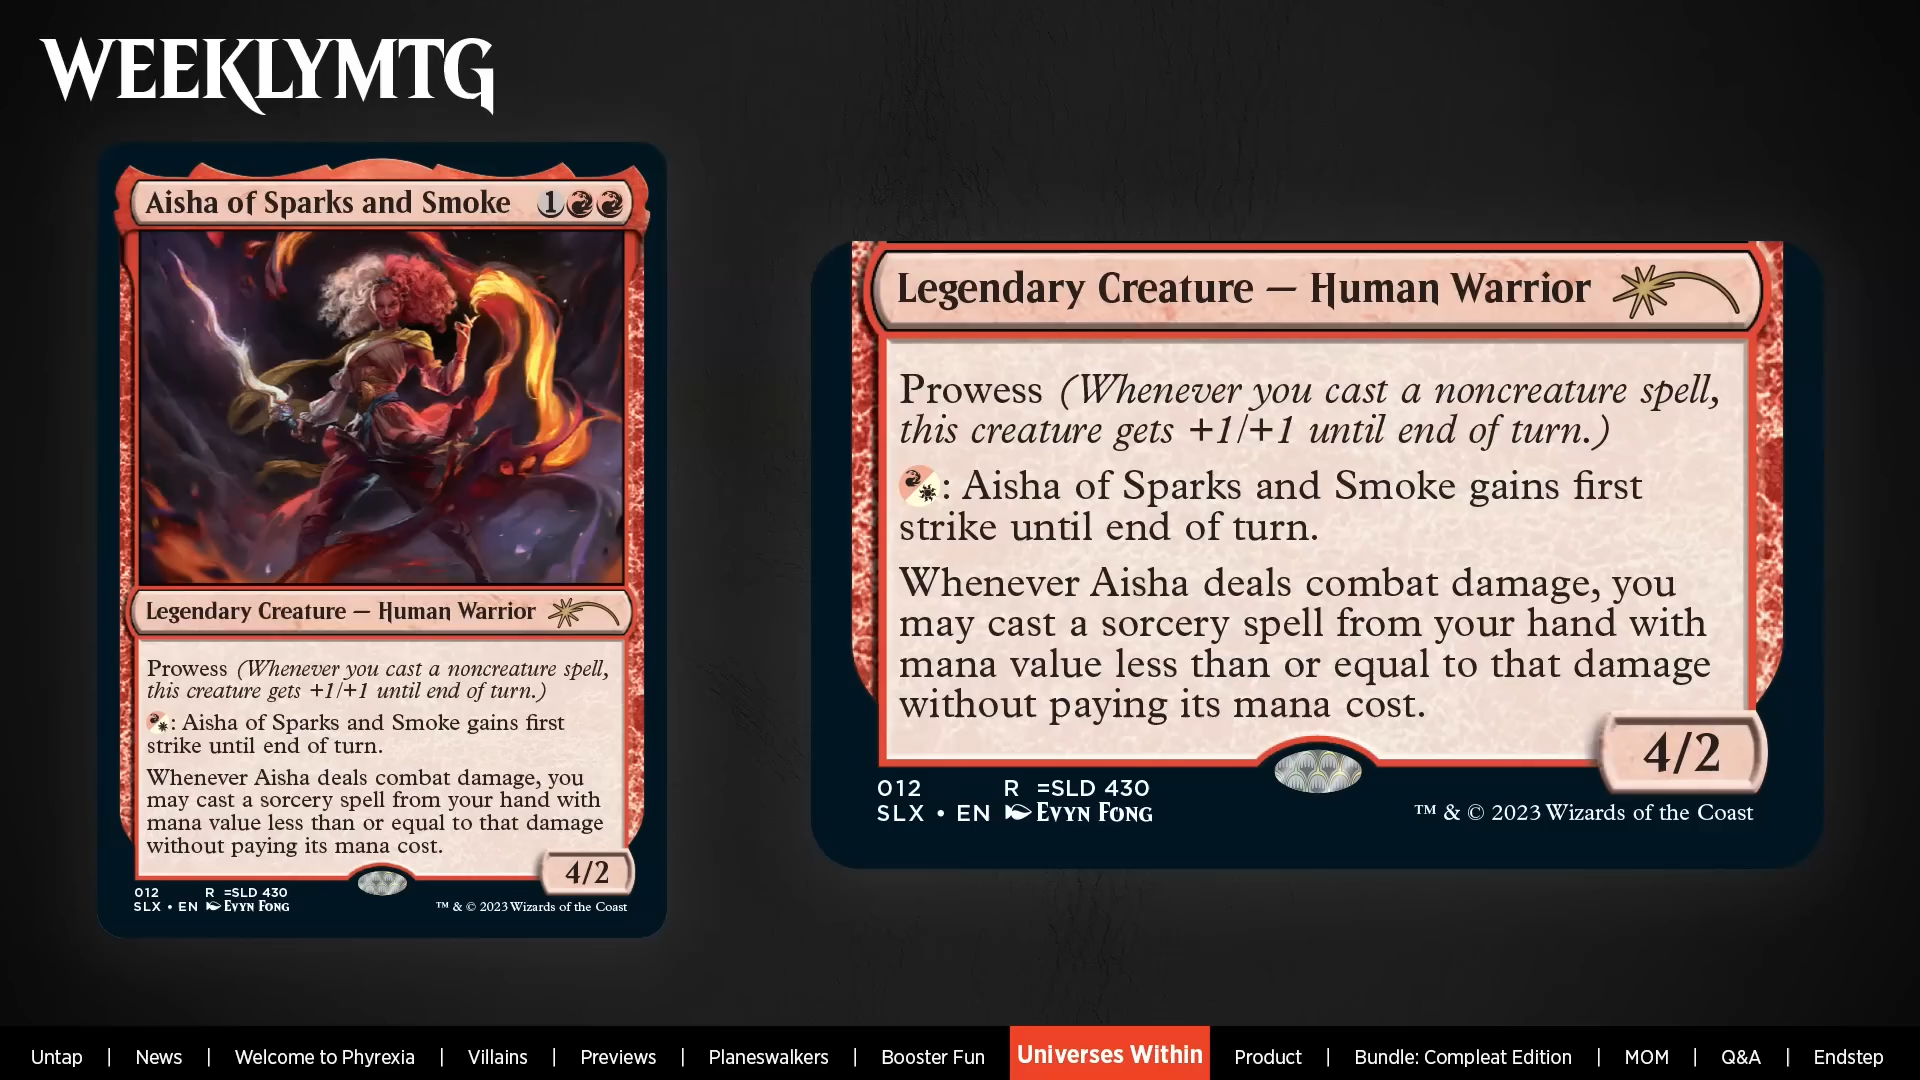 WEEKLYMTG
Aisha of Sparks and Smoke 1
Legendary Creature — Human Warrior
Prowess (Whenever you cast a noncreature spell,
this creature gets +1/+1 until end of turn.)
: Aisha of Sparks and Smoke gains first
strike until end of turn.
Whenever Aisha deals combat damage, you
may cast a sorcery spell from your hand with
mana value less than or equal to that damage
without paying its mana cost.
4/2
012 R =SLD 430
SLX • EN EVYN FONG ™ & © 2023 Wizards of the Coast
Legendary Creature — Human Warrior
Prowess (Whenever you cast a noncreature spell,
this creature gets +1/+1 until end of turn.)
: Aisha of Sparks and Smoke gains first
strike until end of turn.
Whenever Aisha deals combat damage, you
may cast a sorcery spell from your hand with
mana value less than or equal to that damage
without paying its mana cost.
4/2
012 R =SLD 430
SLX • EN EVYN FONG ™ & © 2023 Wizards of the Coast
Untap | News | Welcome to Phyrexia | Villains | Previews | Planeswalkers | Booster Fun Universes Within Product | Bundle: Compleat Edition | MOM | Q&A | Endstep